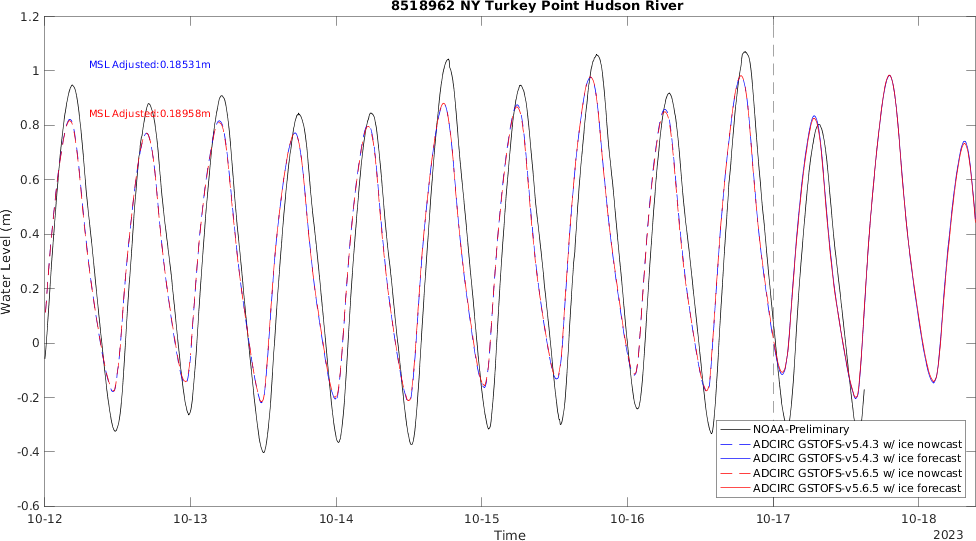 8518962 NY Turkey Point Hudson River
MSL Adjusted:0.18531m
MSL Adjusted:0.18958m
Water Level (m)
1.2
1
0.8
0.6
0.4
0.2
0
-0.2
-0.4
-0.6
NOAA-Preliminary
ADCIRC GSTOFS-v5.4.3 w/ ice nowcast
ADCIRC GSTOFS-v5.4.3 w/ ice forecast
ADCIRC GSTOFS-v5.6.5 w/ ice nowcast
ADCIRC GSTOFS-v5.6.5 w/ ice forecast
10-12 10-13 10-14 10-15 10-16 10-17 10-18
Time
2023